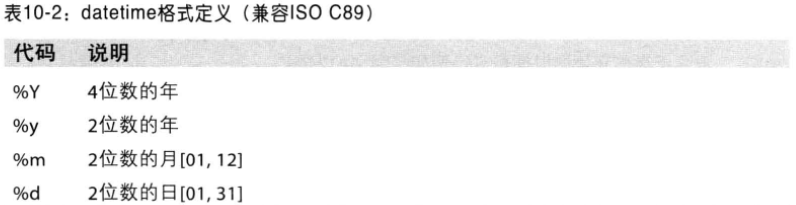 表10-2：datetime格式定义（兼容ISO C89）
代码 说明
%Y 4位数的年
%y 2位数的年
%m 2位数的月[01, 12]
%d 2位数的日[01, 31]